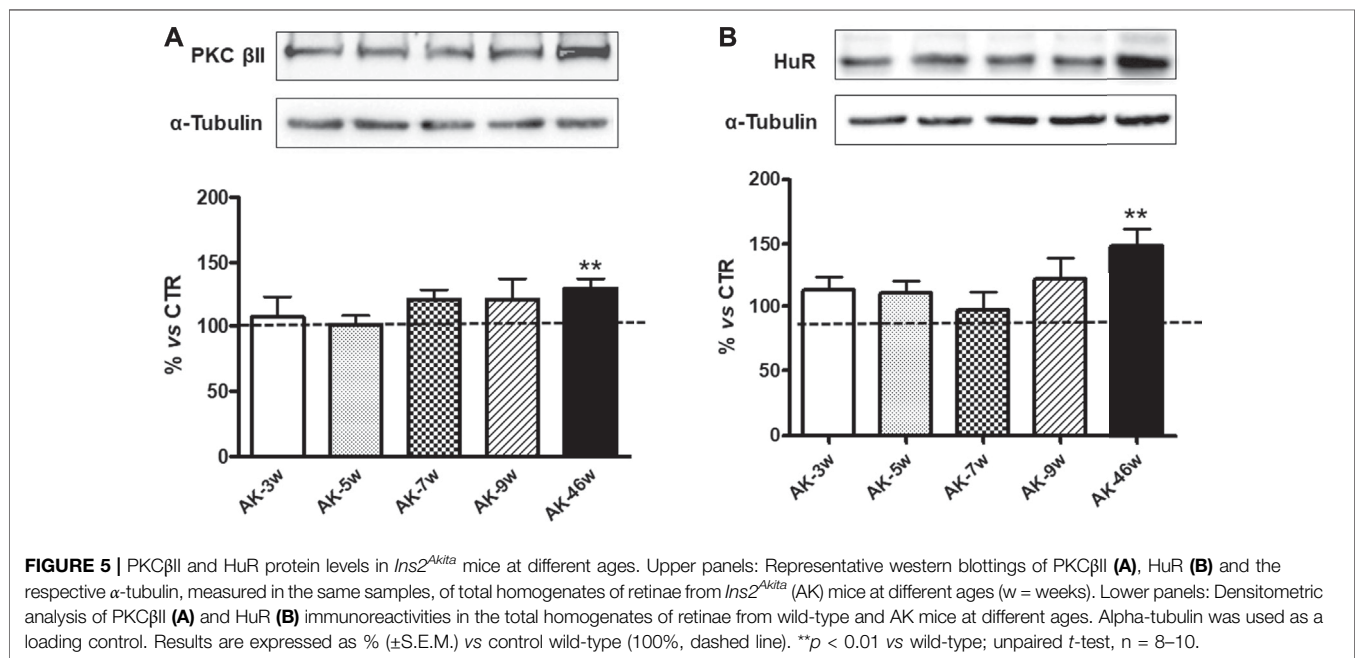 A
PKC βII
α-Tubulin
200
150
100
50
0
% vs CTR
**
AK-3w
AK-5w
AK-7w
AK-9w
AK-46w
B
HuR
α-Tubulin
200
150
100
50
0
% vs CTR
**
AK-3w
AK-5w
AK-7w
AK-9w
AK-46w
FIGURE 5 | PKCβII and HuR protein levels in Ins2Akita mice at different ages. Upper panels: Representative western blottings of PKCβII (A), HuR (B) and the
respective α-tubulin, measured in the same samples, of total homogenates of retinae from Ins2Akita (AK) mice at different ages (w = weeks). Lower panels: Densitometric
analysis of PKCβII (A) and HuR (B) immunoreactivities in the total homogenates of retinae from wild-type and AK mice at different ages. Alpha-tubulin was used as a
loading control. Results are expressed as % (±S.E.M.) vs control wild-type (100%, dashed line). **p < 0.01 vs wild-type; unpaired t-test, n = 8–10.